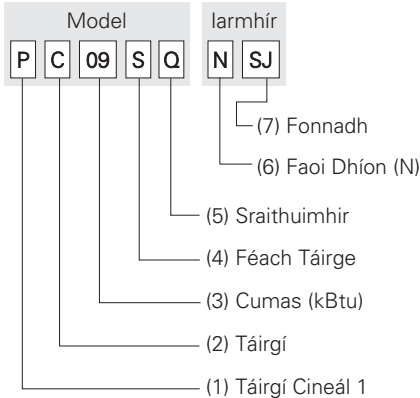 Model Iarmhír
P C 09 S Q N SJ
(7) Fonnadh
(6) Faoi Dhíon (N)
(5) Sraithuimhir
(4) Féach Táirge
(3) Cumas (kBtu)
(2) Táirgí
(1) Táirgí Cineál 1